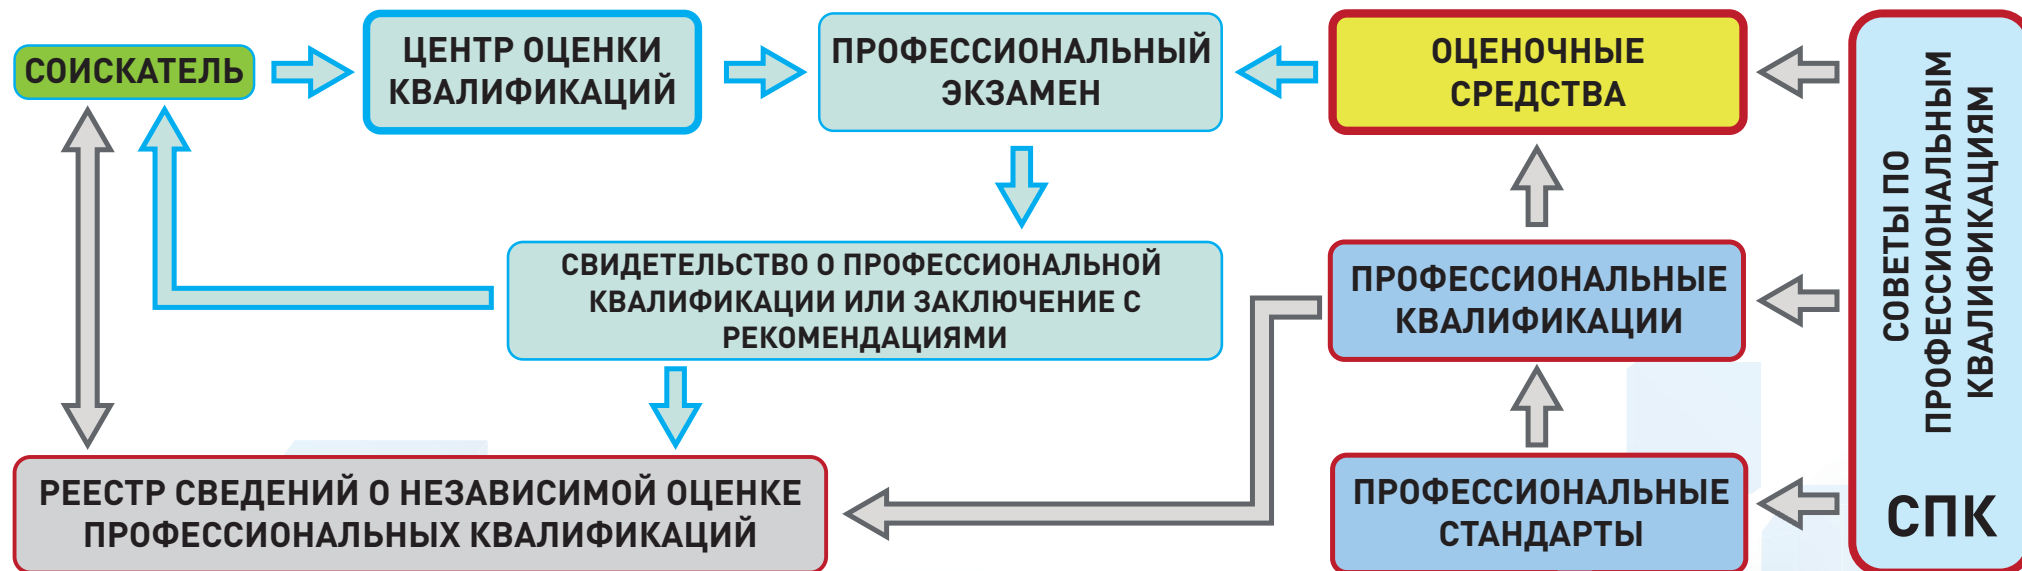 СОИСКАТЕЛЬ
ЦЕНТР ОЦЕНКИ
КВАЛИФИКАЦИЙ
ПРОФЕССИОНАЛЬНЫЙ
ЭКЗАМЕН
ОЦЕНОЧНЫЕ
СРЕДСТВА
СОВЕТЫ ПО
ПРОФЕССИОНАЛЬНЫМ
КВАЛИФИКАЦИЯМ
СПК
СВИДЕТЕЛЬСТВО О ПРОФЕССИОНАЛЬНОЙ
КВАЛИФИКАЦИИ ИЛИ ЗАКЛЮЧЕНИЕ С
РЕКОМЕНДАЦИЯМИ
ПРОФЕССИОНАЛЬНЫЕ
КВАЛИФИКАЦИИ
РЕЕСТР СВЕДЕНИЙ О НЕЗАВИСИМОЙ ОЦЕНКЕ
ПРОФЕССИОНАЛЬНЫХ КВАЛИФИКАЦИЙ
ПРОФЕССИОНАЛЬНЫЕ
СТАНДАРТЫ